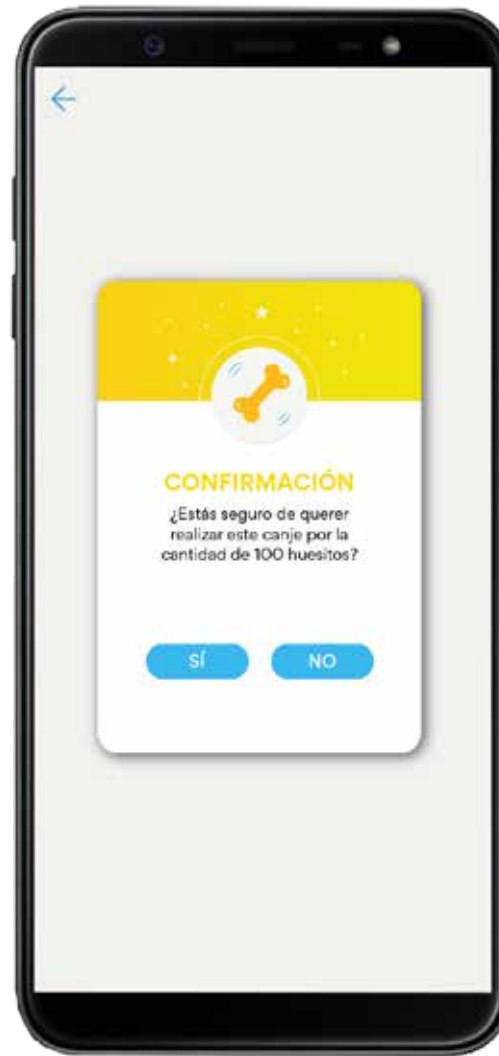 CONFIRMACIÓN
¿Estás seguro de querer
realizar este canje por la
cantidad de 100 huesitos?
SÍ
NO